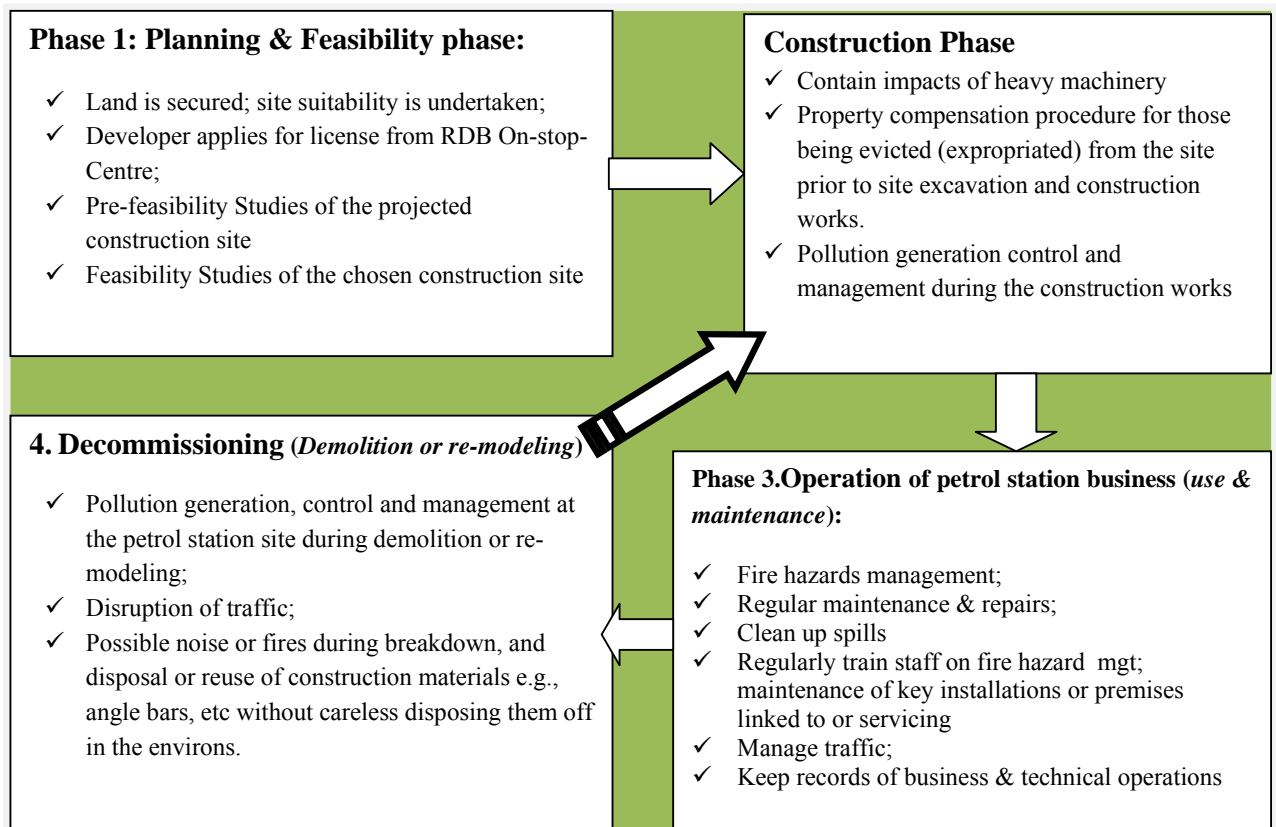 Phase 1: Planning & Feasibility phase:
✓ Land is secured; site suitability is undertaken;
✓ Developer applies for license from RDB On-stop-
Centre;
✓ Pre-feasibility Studies of the projected
construction site
✓ Feasibility Studies of the chosen construction site
Construction Phase
✓ Contain impacts of heavy machinery
✓ Property compensation procedure for those
being evicted (expropriated) from the site
prior to site excavation and construction
works.
✓ Pollution generation control and
management during the construction works
4. Decommissioning (Demolition or re-modeling)
✓ Pollution generation, control and management at
the petrol station site during demolition or re-
modeling;
✓ Disruption of traffic;
✓ Possible noise or fires during breakdown, and
disposal or reuse of construction materials e.g.,
angle bars, etc without careless disposing them off
in the environs.
Phase 3.Operation of petrol station business (use &
maintenance):
✓ Fire hazards management;
✓ Regular maintenance & repairs;
✓ Clean up spills
✓ Regularly train staff on fire hazard mgt;
maintenance of key installations or premises
linked to or servicing
✓ Manage traffic;
✓ Keep records of business & technical operations